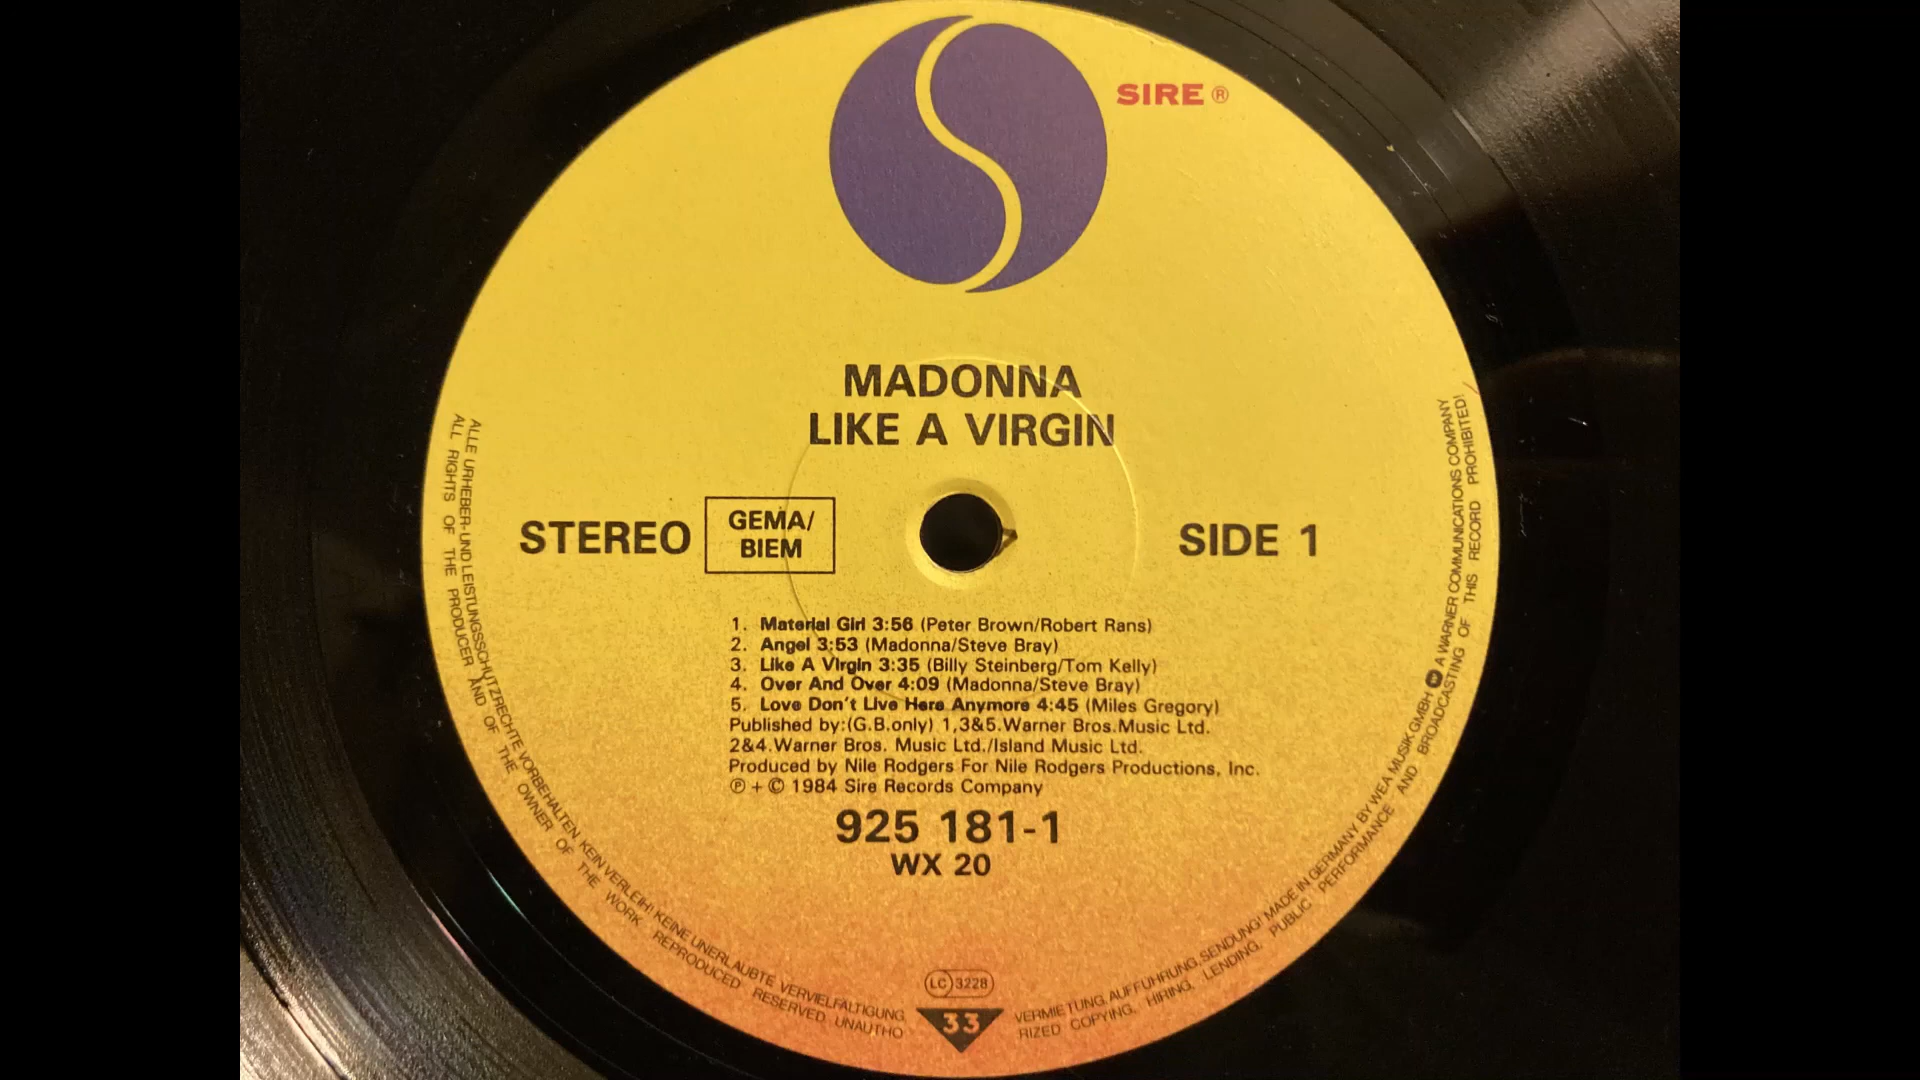 SIRE ®
MADONNA
LIKE A VIRGIN
STEREO
GEMA/
BIEM
SIDE 1
1. Material Girl 3:56 (Peter Brown/Robert Rans)
2. Angel 3:53 (Madonna/Steve Bray)
3. Like A Virgin 3:35 (Billy Steinberg/Tom Kelly)
4. Over And Over 4:09 (Madonna/Steve Bray)
5. Love Don't Live Here Anymore 4:45 (Miles Gregory)
Published by:(G.B.only) 1,3&5.Warner Bros.Music Ltd.
2&4.Warner Bros. Music Ltd./Island Music Ltd.
Produced by Nile Rodgers For Nile Rodgers Productions, Inc.
℗ + © 1984 Sire Records Company
925 181-1
WX 20
LC 3228
33
ALLE URHEBER- UND LEISTUNGSSCHUTZRECHTE VORBEHALTEN. KEIN VERLEIH! KEINE UNERLAUBTE VERVIELFÄLTIGUNG, VERMIETUNG, AUFFÜHRUNG, SENDUNG! MADE IN GERMANY BY WEA MUSIK GMBH A WARNER COMMUNICATIONS COMPANY
ALL RIGHTS OF THE PRODUCER AND OF THE OWNER OF THE WORK REPRODUCED RESERVED UNAUTHORIZED COPYING, HIRING, LENDING, PUBLIC PERFORMANCE AND BROADCASTING OF THIS RECORD PROHIBITED!